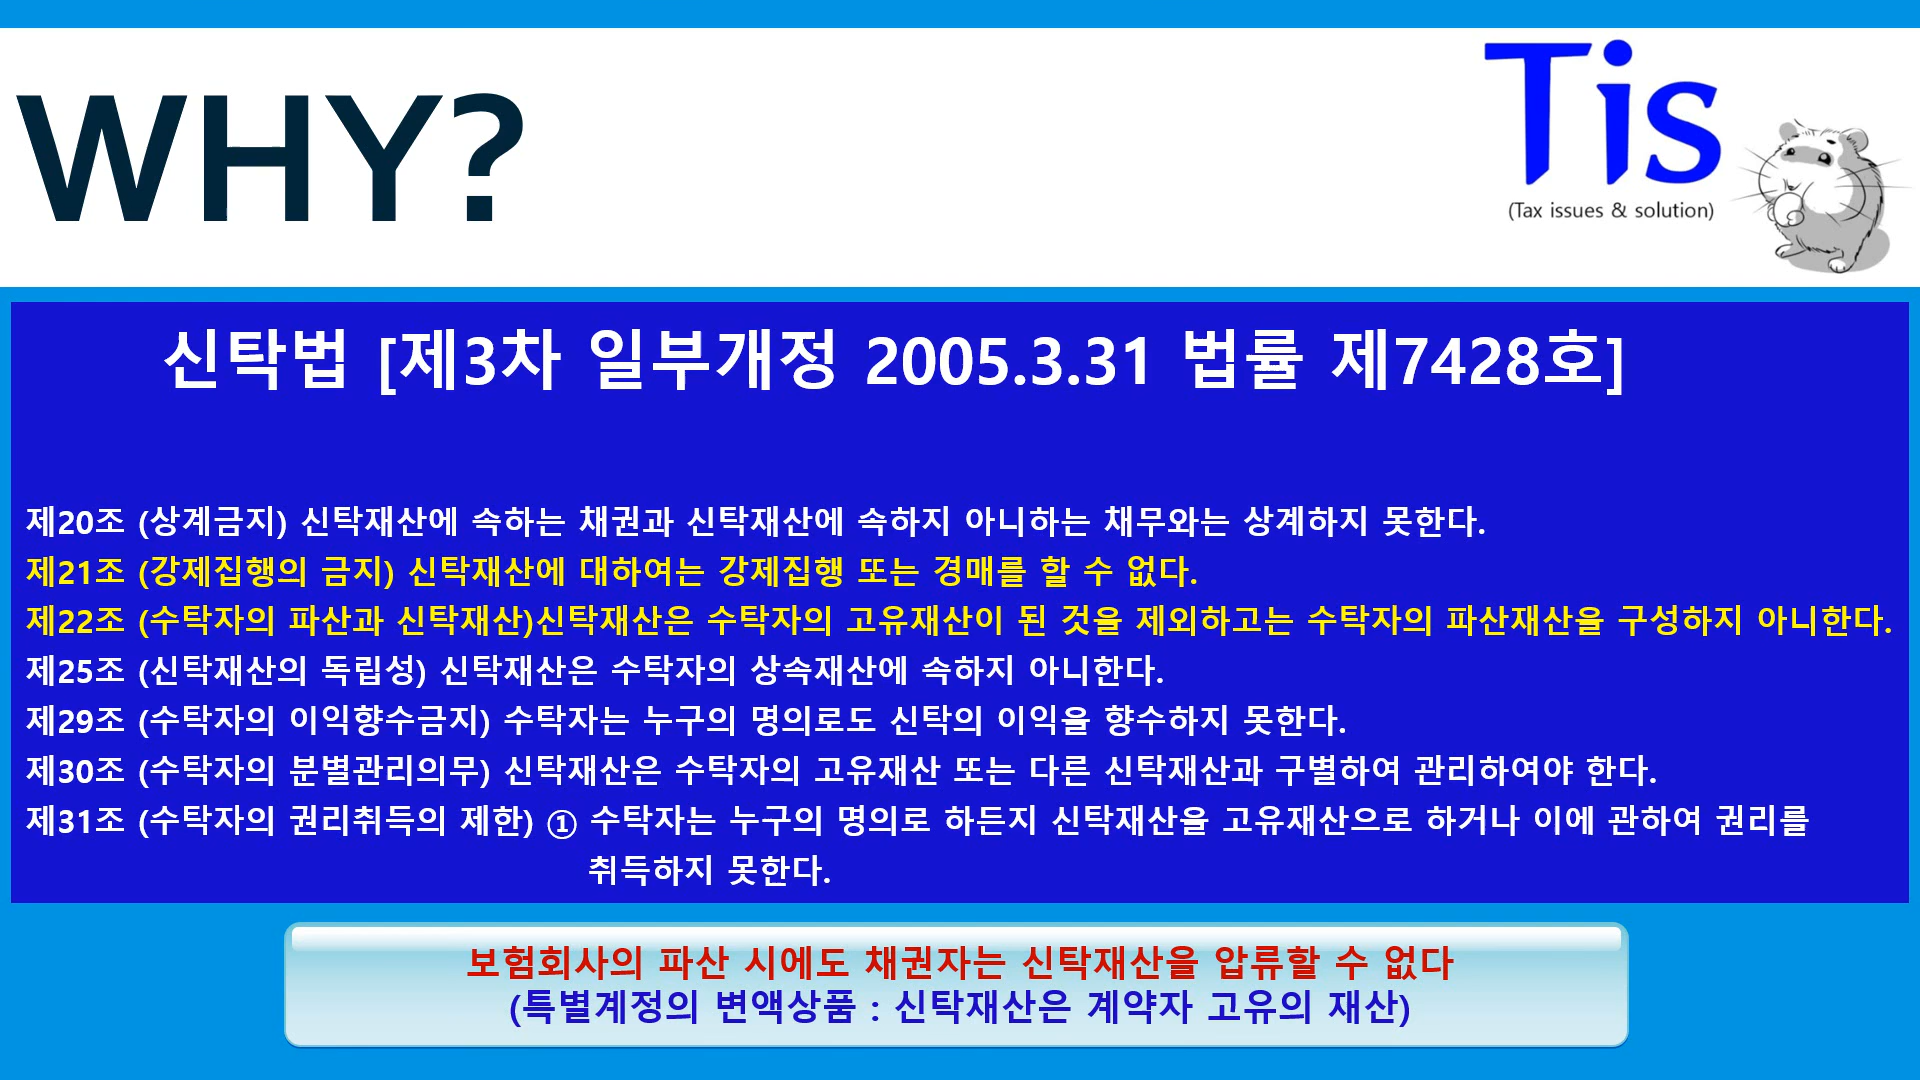 WHY?
Tis
(Tax issues & solution)
신탁법 [제3차 일부개정 2005.3.31 법률 제7428호]
제20조 (상계금지) 신탁재산에 속하는 채권과 신탁재산에 속하지 아니하는 채무와는 상계하지 못한다.
제21조 (강제집행의 금지) 신탁재산에 대하여는 강제집행 또는 경매를 할 수 없다.
제22조 (수탁자의 파산과 신탁재산)신탁재산은 수탁자의 고유재산이 된 것을 제외하고는 수탁자의 파산재산을 구성하지 아니한다.
제25조 (신탁재산의 독립성) 신탁재산은 수탁자의 상속재산에 속하지 아니한다.
제29조 (수탁자의 이익향수금지) 수탁자는 누구의 명의로도 신탁의 이익을 향수하지 못한다.
제30조 (수탁자의 분별관리의무) 신탁재산은 수탁자의 고유재산 또는 다른 신탁재산과 구별하여 관리하여야 한다.
제31조 (수탁자의 권리취득의 제한) ① 수탁자는 누구의 명의로 하든지 신탁재산을 고유재산으로 하거나 이에 관하여 권리를
취득하지 못한다.
보험회사의 파산 시에도 채권자는 신탁재산을 압류할 수 없다
(특별계정의 변액상품 : 신탁재산은 계약자 고유의 재산)